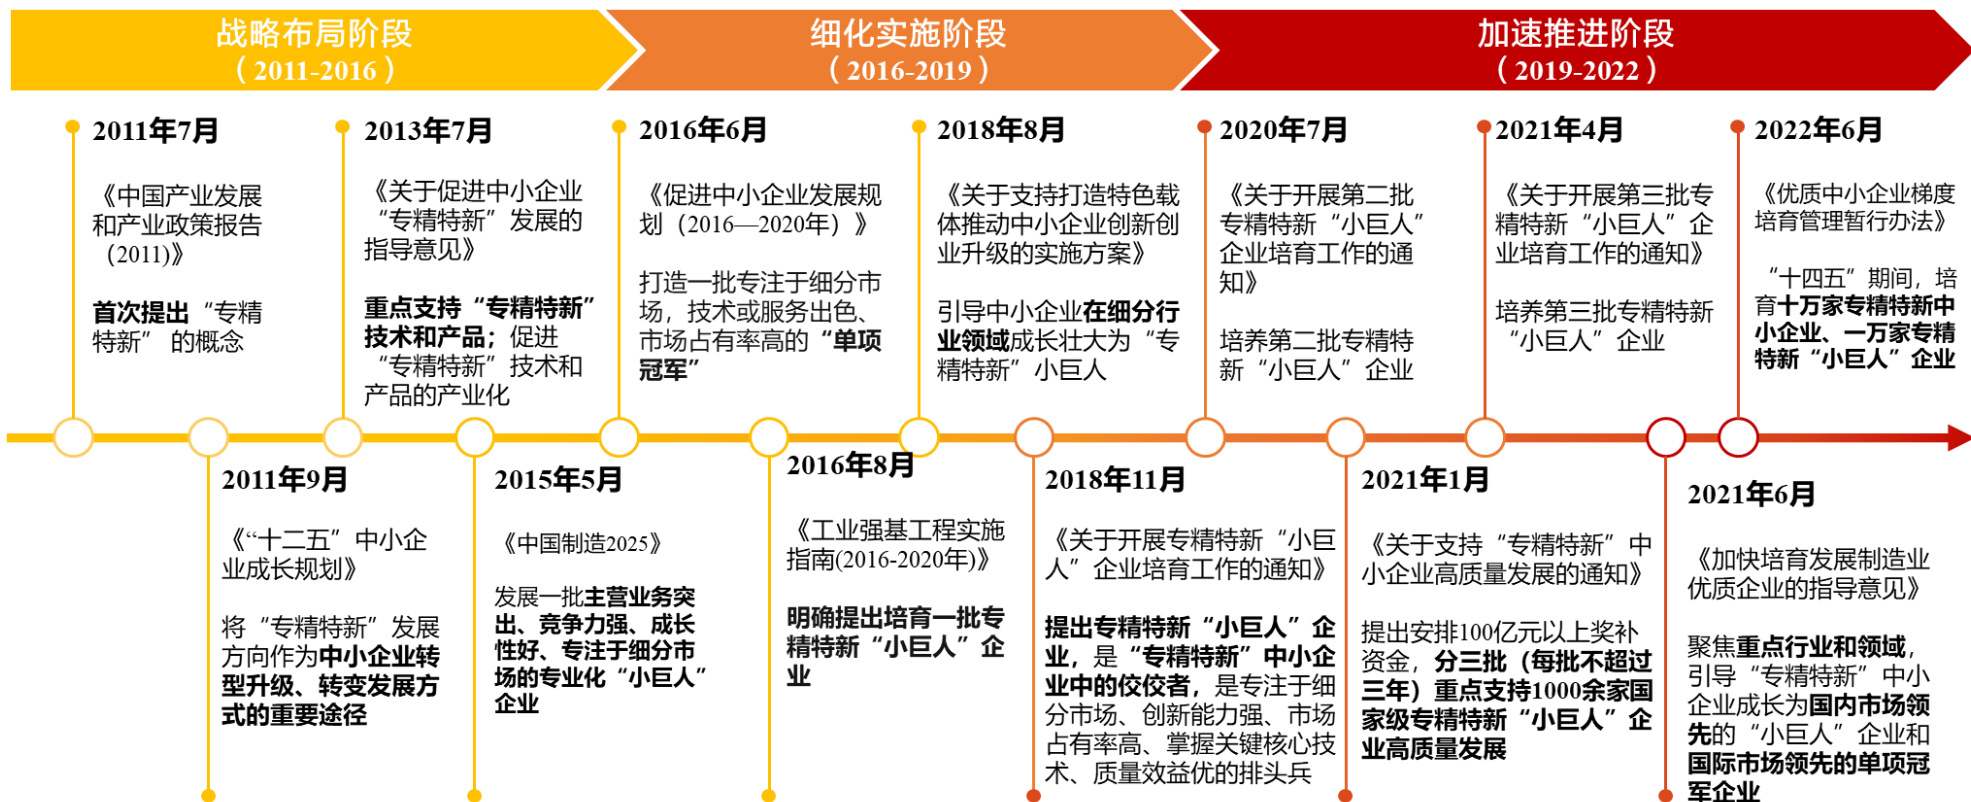 战略布局阶段
（2011-2016）
细化实施阶段
（2016-2019）
加速推进阶段
（2019-2022）
2011年7月
《中国产业发展
和产业政策报告
（2011)》
首次提出“专精
特新” 的概念
2013年7月
《关于促进中小企业
“专精特新”发展的
指导意见》
重点支持“专精特新”
技术和产品；促进
“专精特新”技术和
产品的产业化
2016年6月
《促进中小企业发展规
划（2016—2020年）》
打造一批专注于细分市
场，技术或服务出色、
市场占有率高的“单项
冠军”
2018年8月
《关于支持打造特色载
体推动中小企业创新创
业升级的实施方案》
引导中小企业在细分行
业领域成长壮大为“专
精特新”小巨人
2020年7月
《关于开展第二批
专精特新“小巨人”
企业培育工作的通
知》
培养第二批专精特
新“小巨人”企业
2021年4月
《关于开展第三批专
精特新“小巨人”企
业培育工作的通知》
培养第三批专精特新
“小巨人”企业
2022年6月
《优质中小企业梯度
培育管理暂行办法》
“十四五”期间，培
育十万家专精特新中
小企业、一万家专精
特新“小巨人”企业
2011年9月
《“十二五”中小企
业成长规划》
将“专精特新”发展
方向作为中小企业转
型升级、转变发展方
式的重要途径
2015年5月
《中国制造2025》
发展一批主营业务突
出、竞争力强、成长
性好、专注于细分市
场的专业化“小巨人”
企业
2016年8月
《工业强基工程实施
指南(2016-2020年)》
明确提出培育一批专
精特新“小巨人”企
业
2018年11月
《关于开展专精特新“小巨
人”企业培育工作的通知》
提出专精特新“小巨人”企
业，是“专精特新”中小企
业中的佼佼者，是专注于细
分市场、创新能力强、市场
占有率高、掌握关键核心技
术、质量效益优的排头兵
2021年1月
《关于支持“专精特新”中
小企业高质量发展的通知》
提出安排100亿元以上奖补
资金，分三批（每批不超过
三年）重点支持1000余家国
家级专精特新“小巨人”企
业高质量发展
2021年6月
《加快培育发展制造业
优质企业的指导意见》
聚焦重点行业和领域，
引导“专精特新”中小
企业成长为国内市场领
先的“小巨人”企业和
国际市场领先的单项冠
军企业